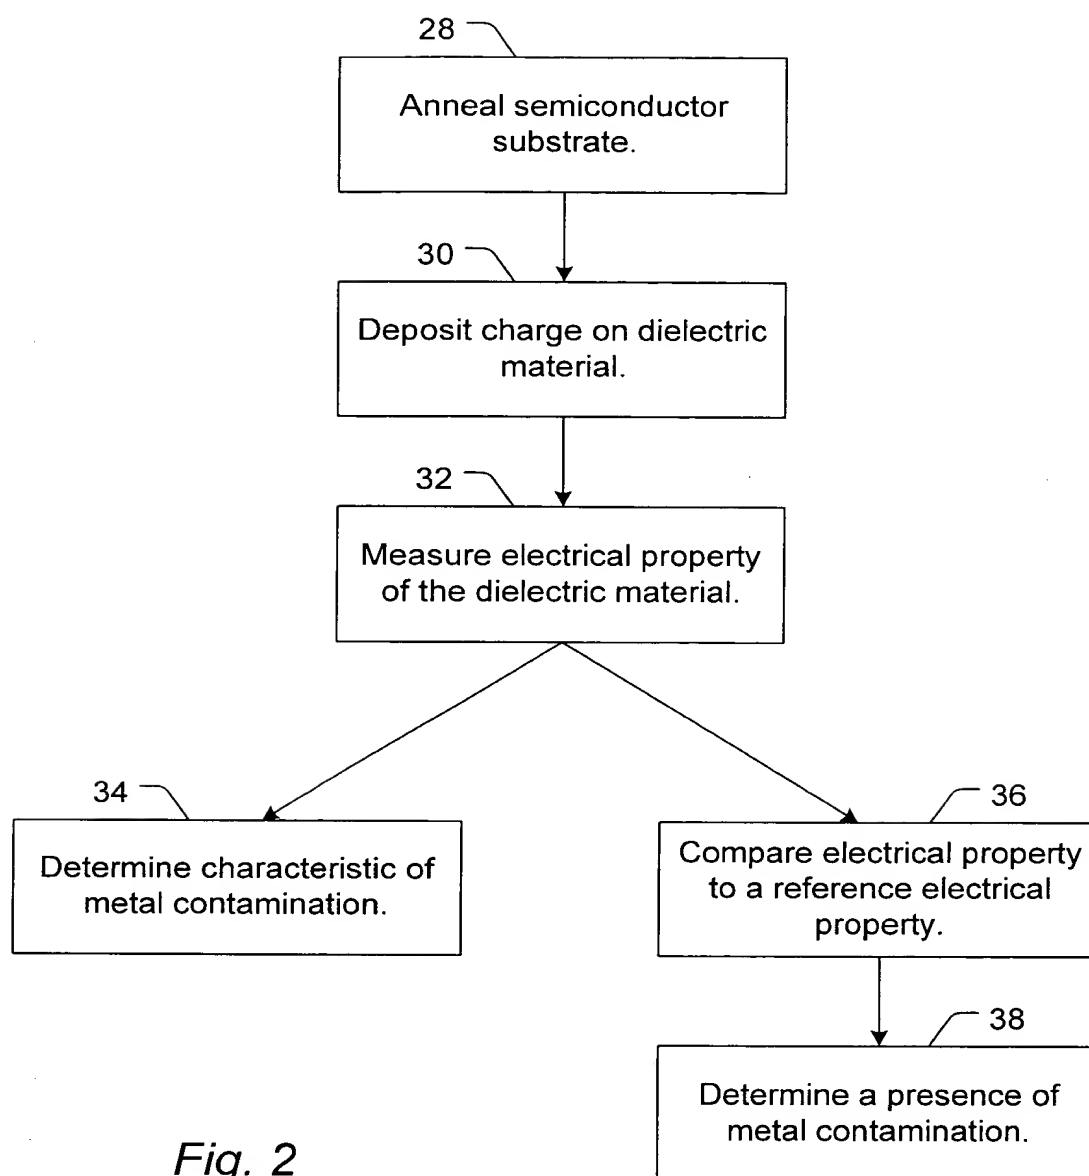 28
Anneal semiconductor
substrate.
30
Deposit charge on dielectric
material.
32
Measure electrical property
of the dielectric material.
34
Determine characteristic of
metal contamination.
36
Compare electrical property
to a reference electrical
property.
38
Determine a presence of
metal contamination.
Fig. 2